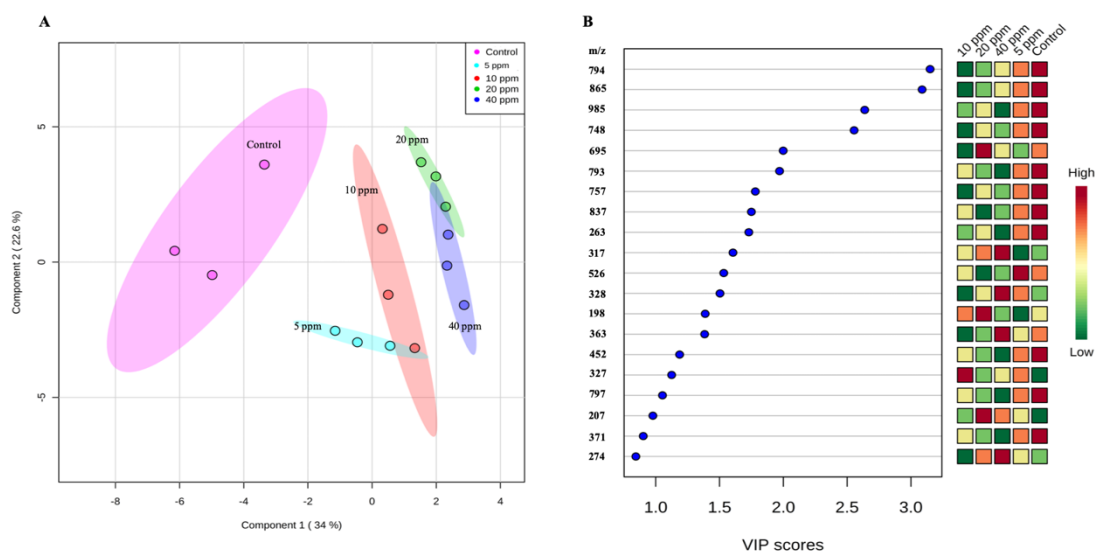 A
Control
5 ppm
10 ppm
20 ppm
40 ppm
5
0
-5
Component 2 ( 22.6 %)
Control
20 ppm
10 ppm
5 ppm
40 ppm
-8
-6
-4
-2
0
2
4
Component 1 ( 34 %)
B
m/z
10 ppm
20 ppm
40 ppm
5 ppm
Control
794
865
985
748
695
793
757
837
263
317
526
328
198
363
452
327
797
207
371
274
1.0
1.5
2.0
2.5
3.0
VIP scores
High
Low